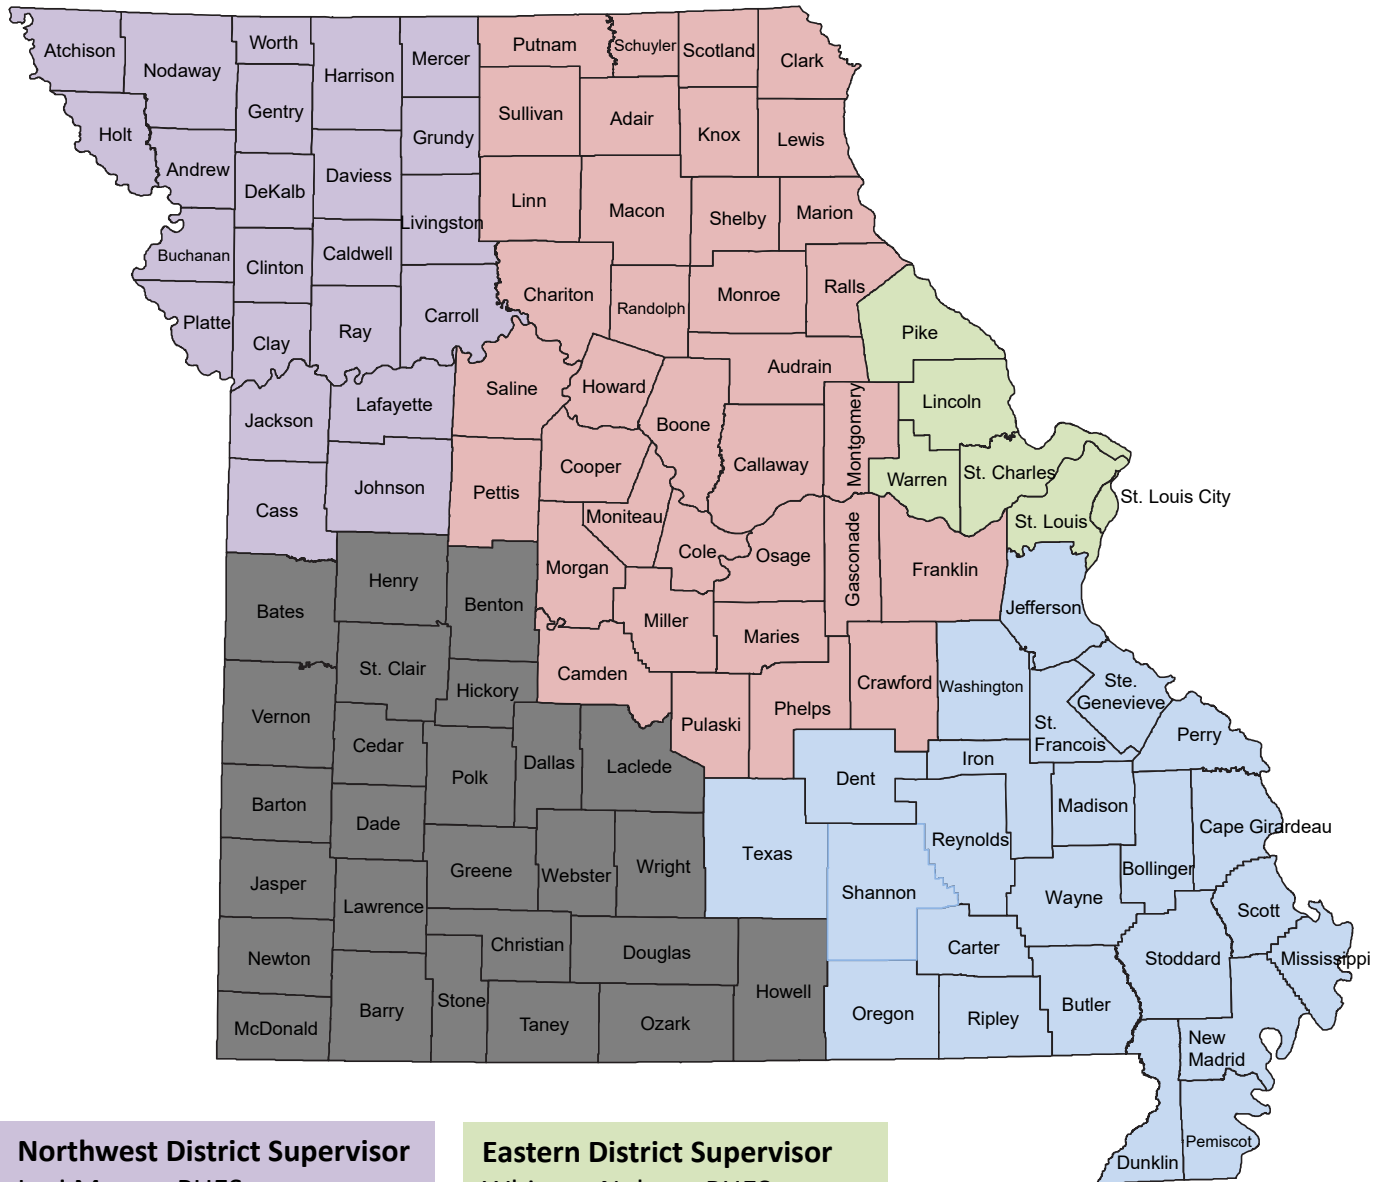 Atchison
Nodaway
Worth
Harrison
Mercer
Putnam
Schuyler
Scotland
Clark
Holt
Gentry
Grundy
Sullivan
Adair
Knox
Lewis
Andrew
DeKalb
Daviess
Livingston
Linn
Macon
Shelby
Marion
Buchanan
Clinton
Caldwell
Carroll
Chariton
Randolph
Monroe
Ralls
Platte
Clay
Ray
Pike
Audrain
Jackson
Lafayette
Saline
Howard
Boone
Callaway
Montgomery
Lincoln
Cass
Johnson
Pettis
Cooper
Moniteau
Warren
St. Charles
St. Louis City
St. Louis
Bates
Henry
Benton
Morgan
Cole
Osage
Gasconade
Franklin
Jefferson
Miller
Maries
St. Clair
Hickory
Camden
Crawford
Washington
Ste.
Genevieve
Vernon
Pulaski
Phelps
St.
Francois
Perry
Cedar
Polk
Dallas
Laclede
Dent
Iron
Barton
Dade
Madison
Cape Girardeau
Texas
Reynolds
Bollinger
Jasper
Greene
Webster
Wright
Shannon
Wayne
Lawrence
Scott
Newton
Christian
Douglas
Carter
Stoddard
Mississippi
McDonald
Barry
Stone
Taney
Ozark
Howell
Oregon
Ripley
Butler
New
Madrid
Pemiscot
Dunklin
Northwest District Supervisor
Eastern District Supervisor